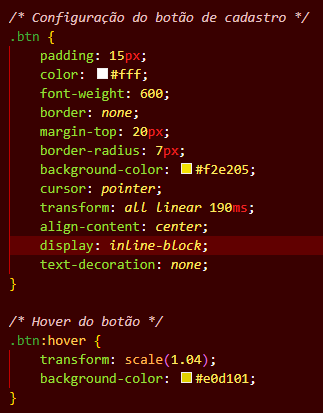 /* Configuração do botão de cadastro */
.btn {
    padding: 15px;
    color: #fff;
    font-weight: 600;
    border: none;
    margin-top: 20px;
    border-radius: 7px;
    background-color: #f2e205;
    cursor: pointer;
    transform: all linear 190ms;
    align-content: center;
    display: inline-block;
    text-decoration: none;
}
/* Hover do botão */
.btn:hover {
    transform: scale(1.04);
    background-color: #e0d101;
}